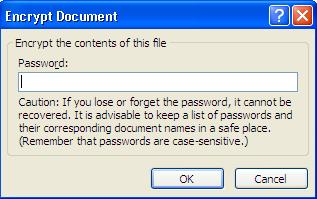 Encrypt Document
Encrypt the contents of this file
Password:
Caution: If you lose or forget the password, it cannot be
recovered. It is advisable to keep a list of passwords and
their corresponding document names in a safe place.
(Remember that passwords are case-sensitive.)
OK
Cancel